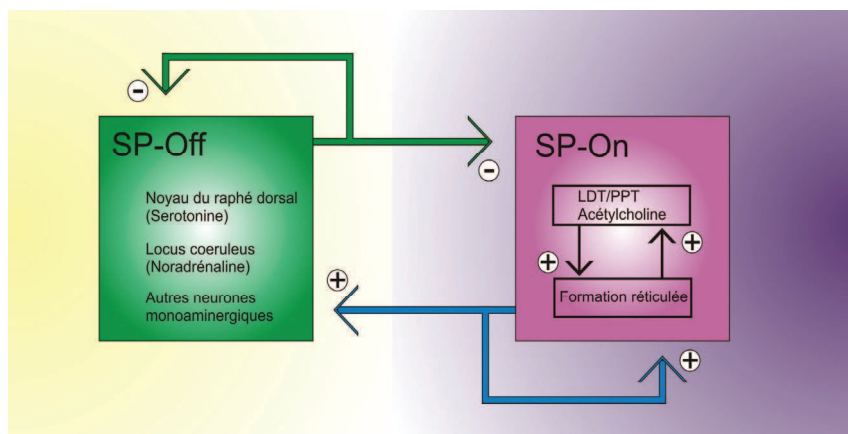 SP-Off
Noyau du raphé dorsal
(Serotonine)
Locus coeruleus
(Noradrénaline)
Autres neurones
monoaminergiques
-
-
+
SP-On
LDT/PPT
Acétylcholine
+
+
Formation réticulée
+